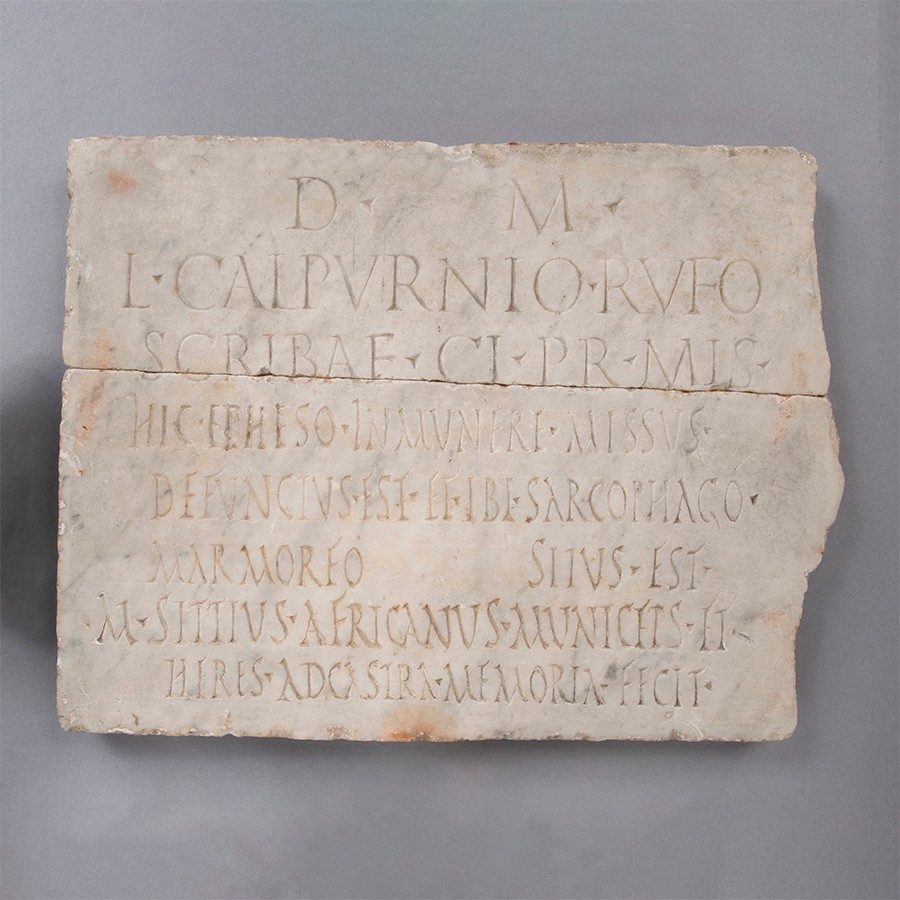 D · M ·
L · CALPVRNIO · RVFO
SCRIBAE · CL · PR · MIS ·
HIC · EPHESO · IN MVNERE · MISSVS ·
DEFVNCTVS · EST · ET · IBI · SARCOPHAGO ·
MARMOREO SITVS · EST ·
· M · SITTIVS · AFRICANVS · MVNICEPS · ET
HERES · AD CASTRA · MEMORIA · FECIT ·